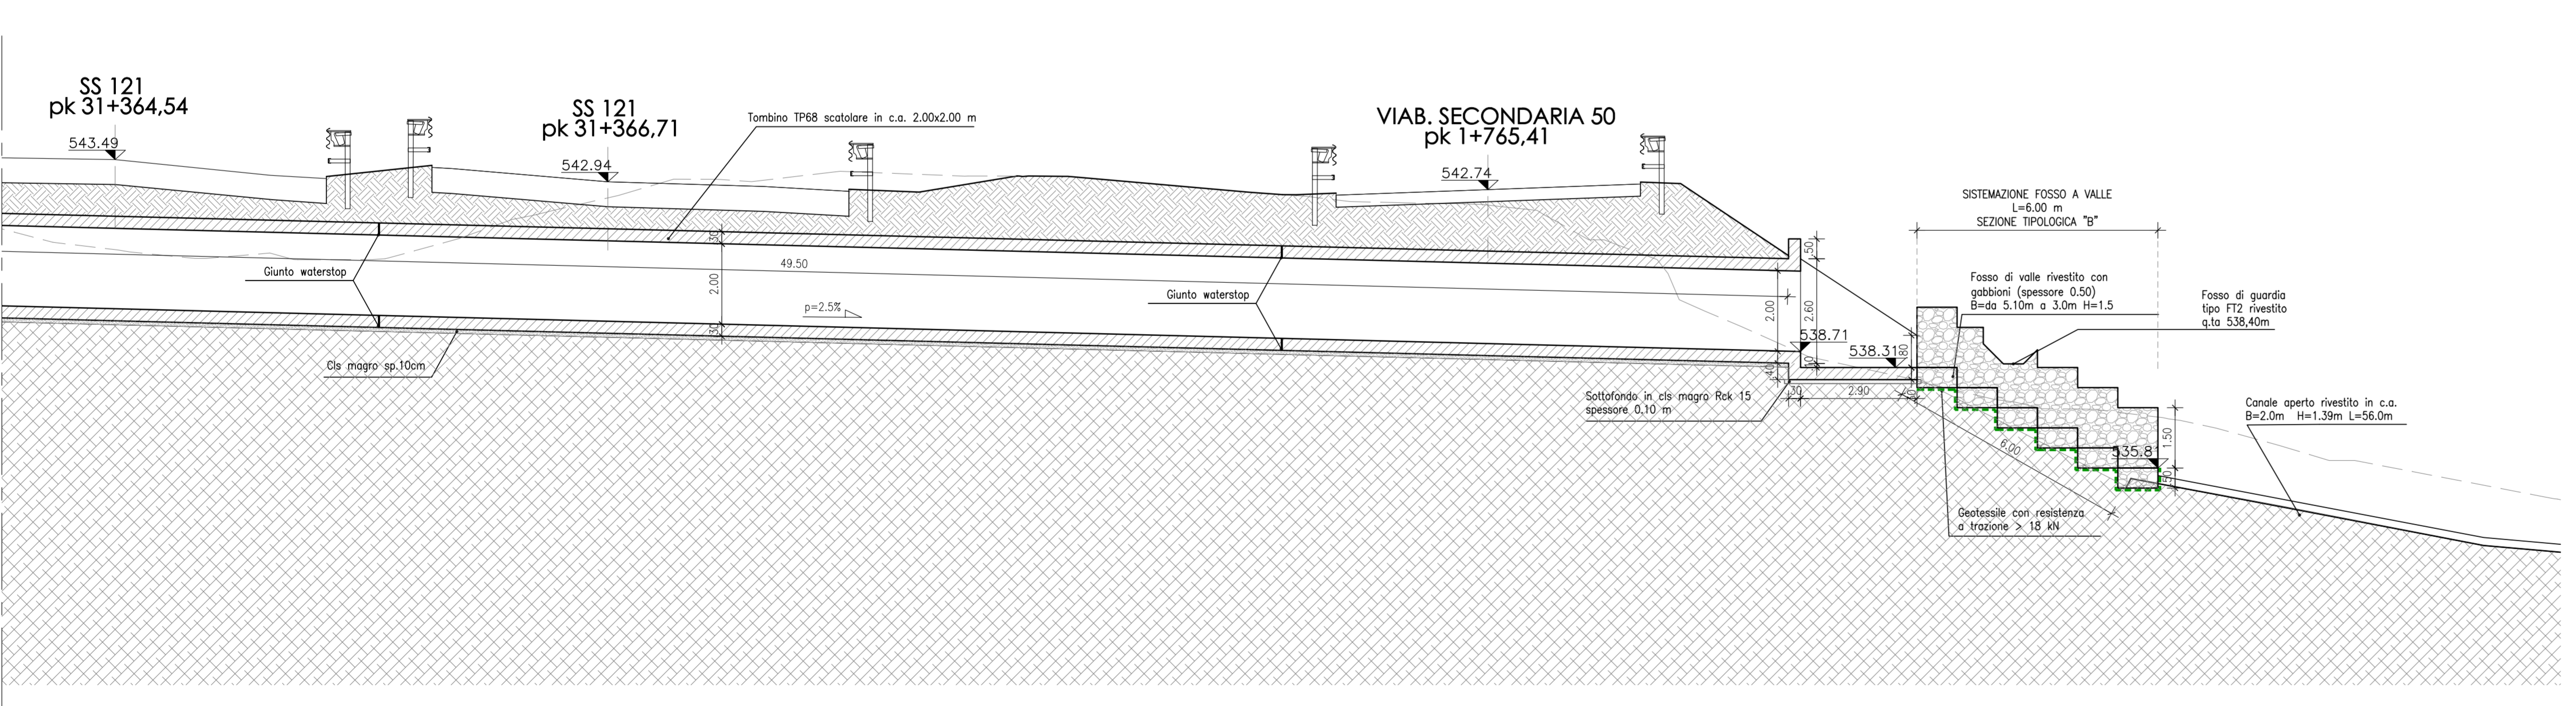 SS 121
pk 31+364,54
543.49
SS 121
pk 31+366,71
542.94
Tombino TP68 scatolare in c.a. 2.00x2.00 m
VIAB. SECONDARIA 50
pk 1+765,41
542.74
SISTEMAZIONE FOSSO A VALLE
L=6.00 m
SEZIONE TIPOLOGICA "B"
Giunto waterstop
49.50
30
2.00
30
p=2.5%
Giunto waterstop
Cls magro sp.10cm
50
2.00
2.60
538.71
538.31
80
10
40
30
2.90
Sottofondo in cls magro Rck 15
spessore 0.10 m
Fosso di valle rivestito con
gabbioni (spessore 0.50)
B=da 5.10m a 3.0m H=1.5
Fosso di guardia
tipo FT2 rivestito
q.ta 538,40m
6.00
535.8
1.50
50
Geotessile con resistenza
a trazione > 18 kN
Canale aperto rivestito in c.a.
B=2.0m H=1.39m L=56.0m